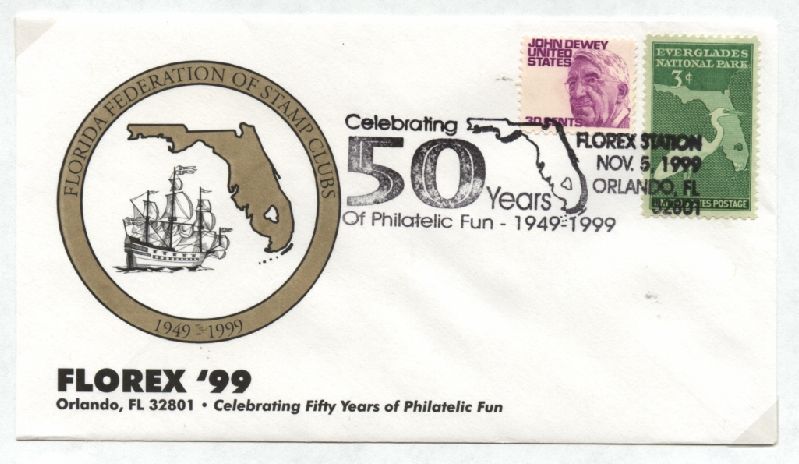 FLORIDA FEDERATION OF STAMP CLUBS
1949 1999
JOHN DEWEY
UNITED
STATES
30 CENTS
EVERGLADES
NATIONAL PARK
3¢
UNITED STATES POSTAGE
Celebrating
50 Years
Of Philatelic Fun - 1949-1999
FLOREX STATION
NOV. 5, 1999
ORLANDO, FL
32801
FLOREX '99
Orlando, FL 32801 • Celebrating Fifty Years of Philatelic Fun